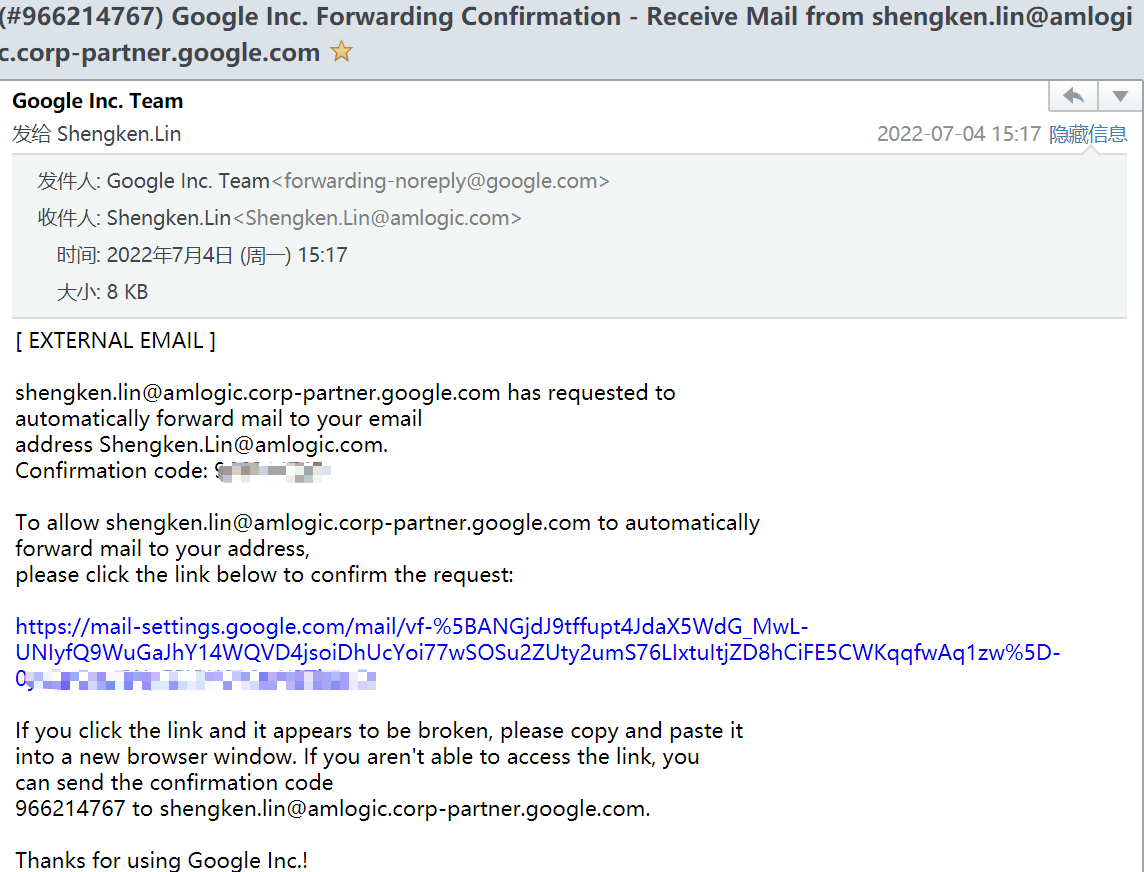 (#966214767) Google Inc. Forwarding Confirmation - Receive Mail from shengken.lin@amlogi
c.corp-partner.google.com
Google Inc. Team
发给 Shengken.Lin
2022-07-04 15:17 隐藏信息
发件人: Google Inc. Team<forwarding-noreply@google.com>
收件人: Shengken.Lin<Shengken.Lin@amlogic.com>
时间: 2022年7月4日 (周一) 15:17
大小: 8 KB
[ EXTERNAL EMAIL ]
shengken.lin@amlogic.corp-partner.google.com has requested to
automatically forward mail to your email
address Shengken.Lin@amlogic.com.
Confirmation code:
To allow shengken.lin@amlogic.corp-partner.google.com to automatically
forward mail to your address,
please click the link below to confirm the request:
https://mail-settings.google.com/mail/vf-%5BANGjdJ9tffupt4JdaX5WdG_MwL-
UNIyfQ9WuGaJhY14WQVD4jsoiDhUcYoi77wSOSu2ZUty2umS76LIxtuItjZD8hCiFE5CWKqqfwAq1zw%5D-
If you click the link and it appears to be broken, please copy and paste it
into a new browser window. If you aren't able to access the link, you
can send the confirmation code
966214767 to shengken.lin@amlogic.corp-partner.google.com.
Thanks for using Google Inc.!